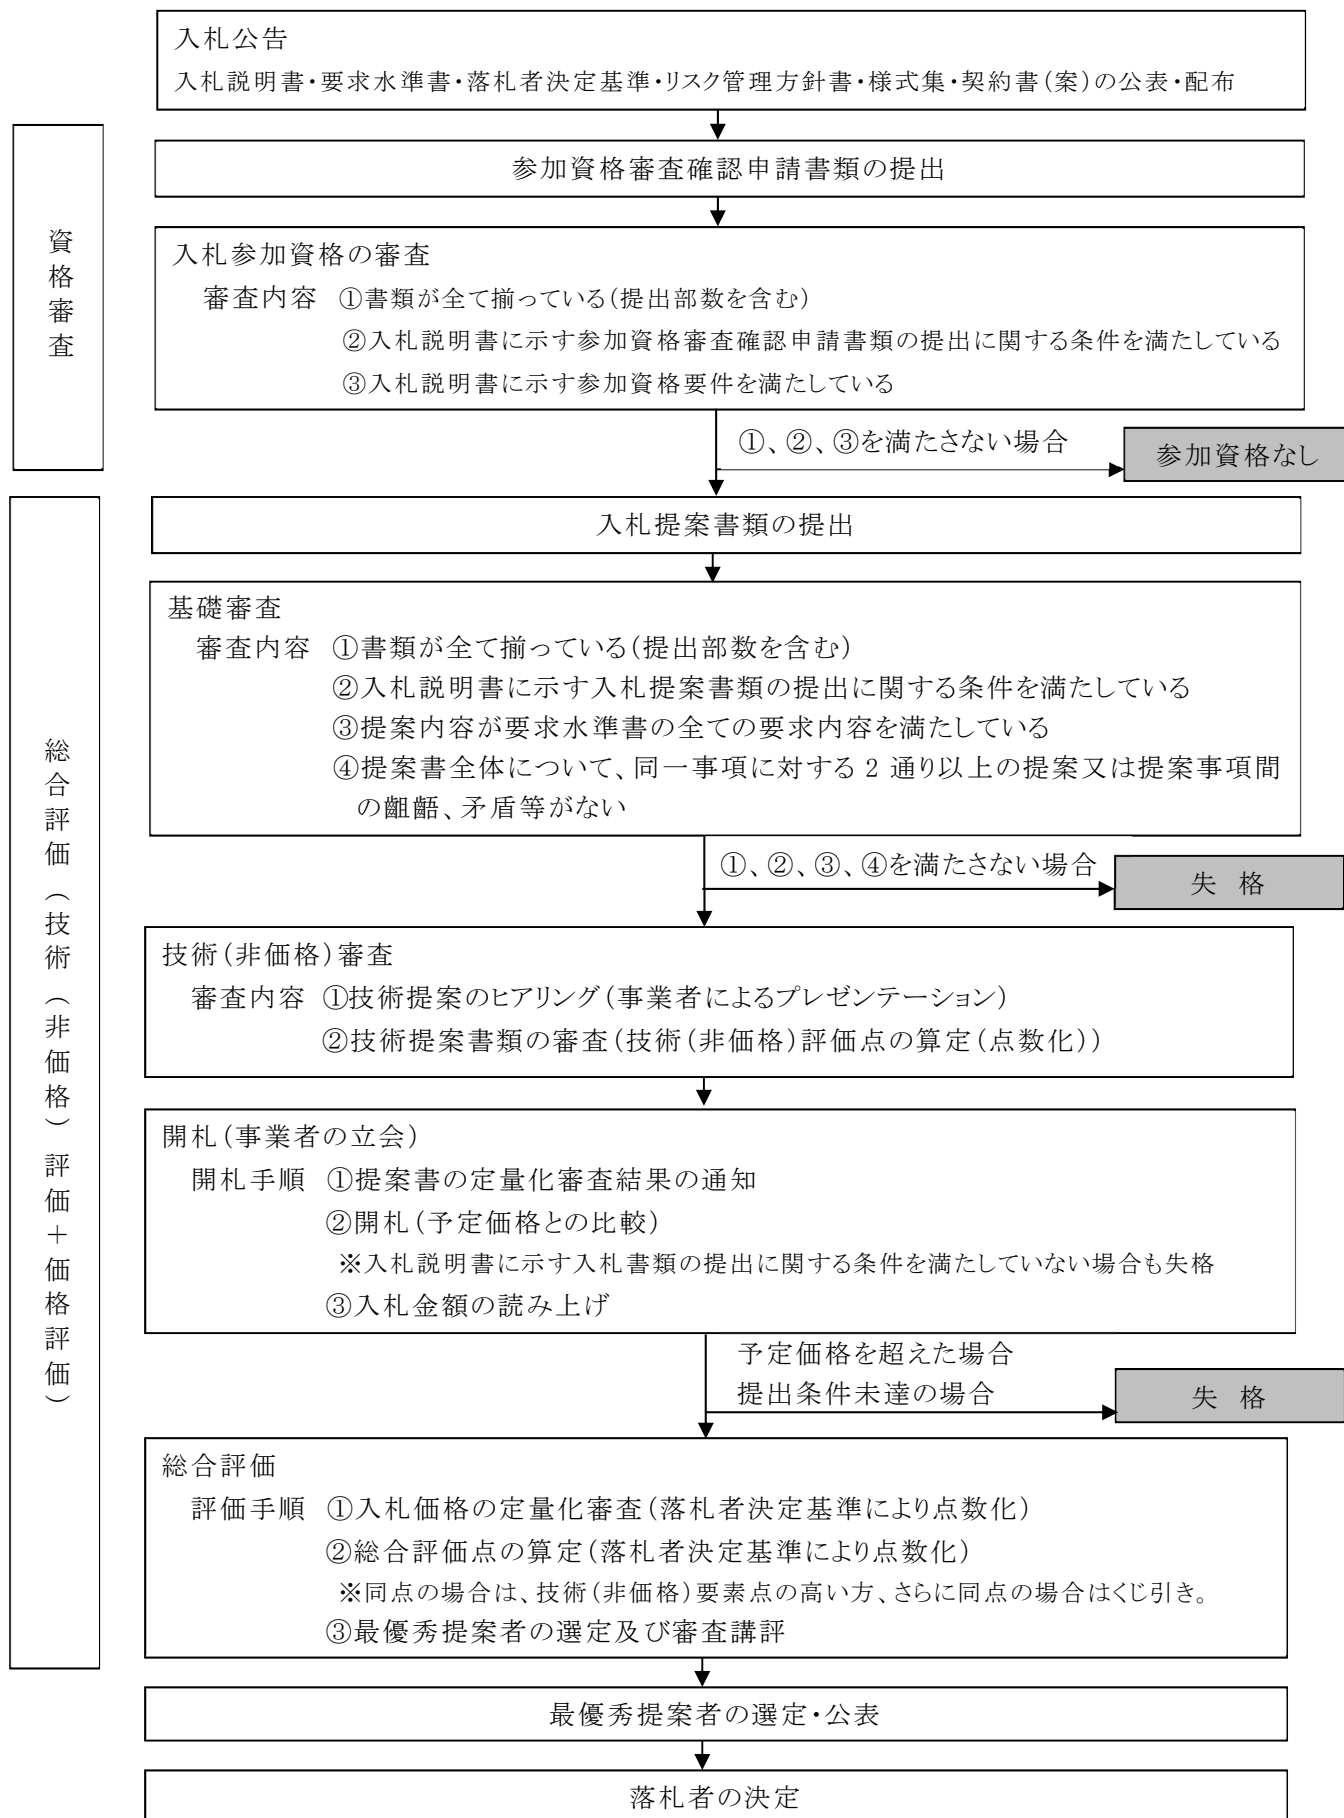 入札公告
入札説明書・要求水準書・落札者決定基準・リスク管理方針書・様式集・契約書(案)の公表・配布
資格審査
参加資格審査確認申請書類の提出
入札参加資格の審査
審査内容 ①書類が全て揃っている(提出部数を含む)
②入札説明書に示す参加資格審査確認申請書類の提出に関する条件を満たしている
③入札説明書に示す参加資格要件を満たしている
①、②、③を満たさない場合
参加資格なし
総合評価(技術(非価格)評価+価格評価)
入札提案書類の提出
基礎審査
審査内容 ①書類が全て揃っている(提出部数を含む)
②入札説明書に示す入札提案書類の提出に関する条件を満たしている
③提案内容が要求水準書の全ての要求内容を満たしている
④提案書全体について、同一事項に対する 2 通り以上の提案又は提案事項間
の齟齬、矛盾等がない
①、②、③、④を満たさない場合
失 格
技術(非価格)審査
審査内容 ①技術提案のヒアリング(事業者によるプレゼンテーション)
②技術提案書類の審査(技術(非価格)評価点の算定(点数化))
開札(事業者の立会)
開札手順 ①提案書の定量化審査結果の通知
②開札(予定価格との比較)
※入札説明書に示す入札書類の提出に関する条件を満たしていない場合も失格
③入札金額の読み上げ
予定価格を超えた場合
提出条件未達の場合
失 格
総合評価
評価手順 ①入札価格の定量化審査(落札者決定基準により点数化)
②総合評価点の算定(落札者決定基準により点数化)
※同点の場合は、技術(非価格)要素点の高い方、さらに同点の場合はくじ引き。
③最優秀提案者の選定及び審査講評
最優秀提案者の選定・公表
落札者の決定